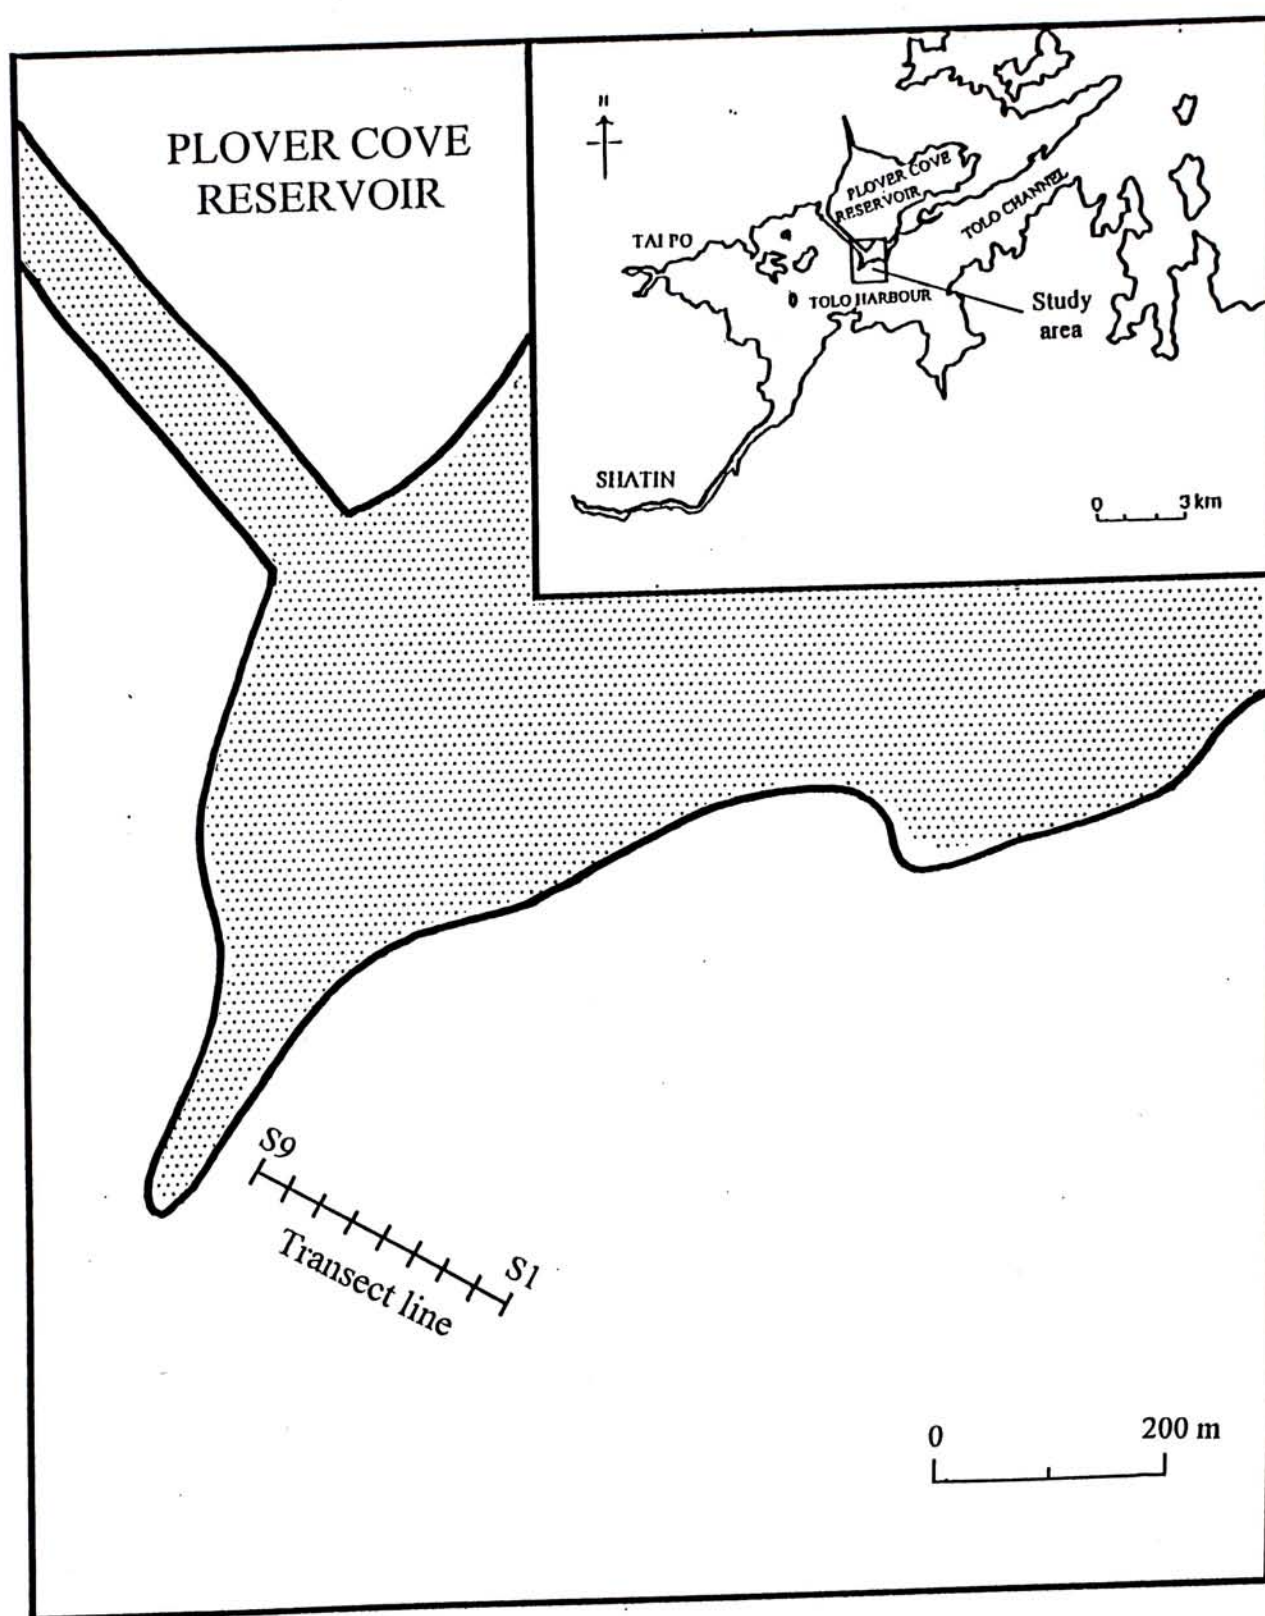 PLOVER COVE
RESERVOIR
N
PLOVER COVE
RESERVOIR
TOLO CHANNEL
TAI PO
TOLO HARBOUR
Study
area
SHATIN
0 3 km
S9
S1
Transect line
0 200 m